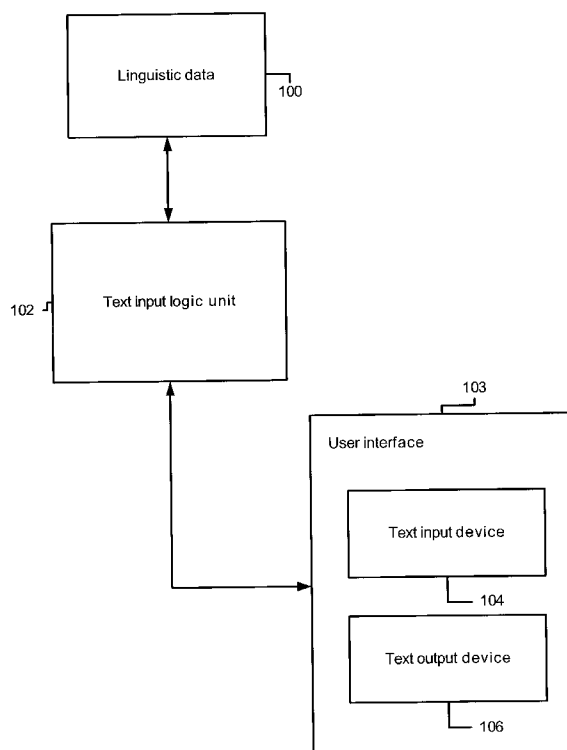 Linguistic data
100
Text input logic unit
102
103
User interface
Text input device
104
Text output device
106